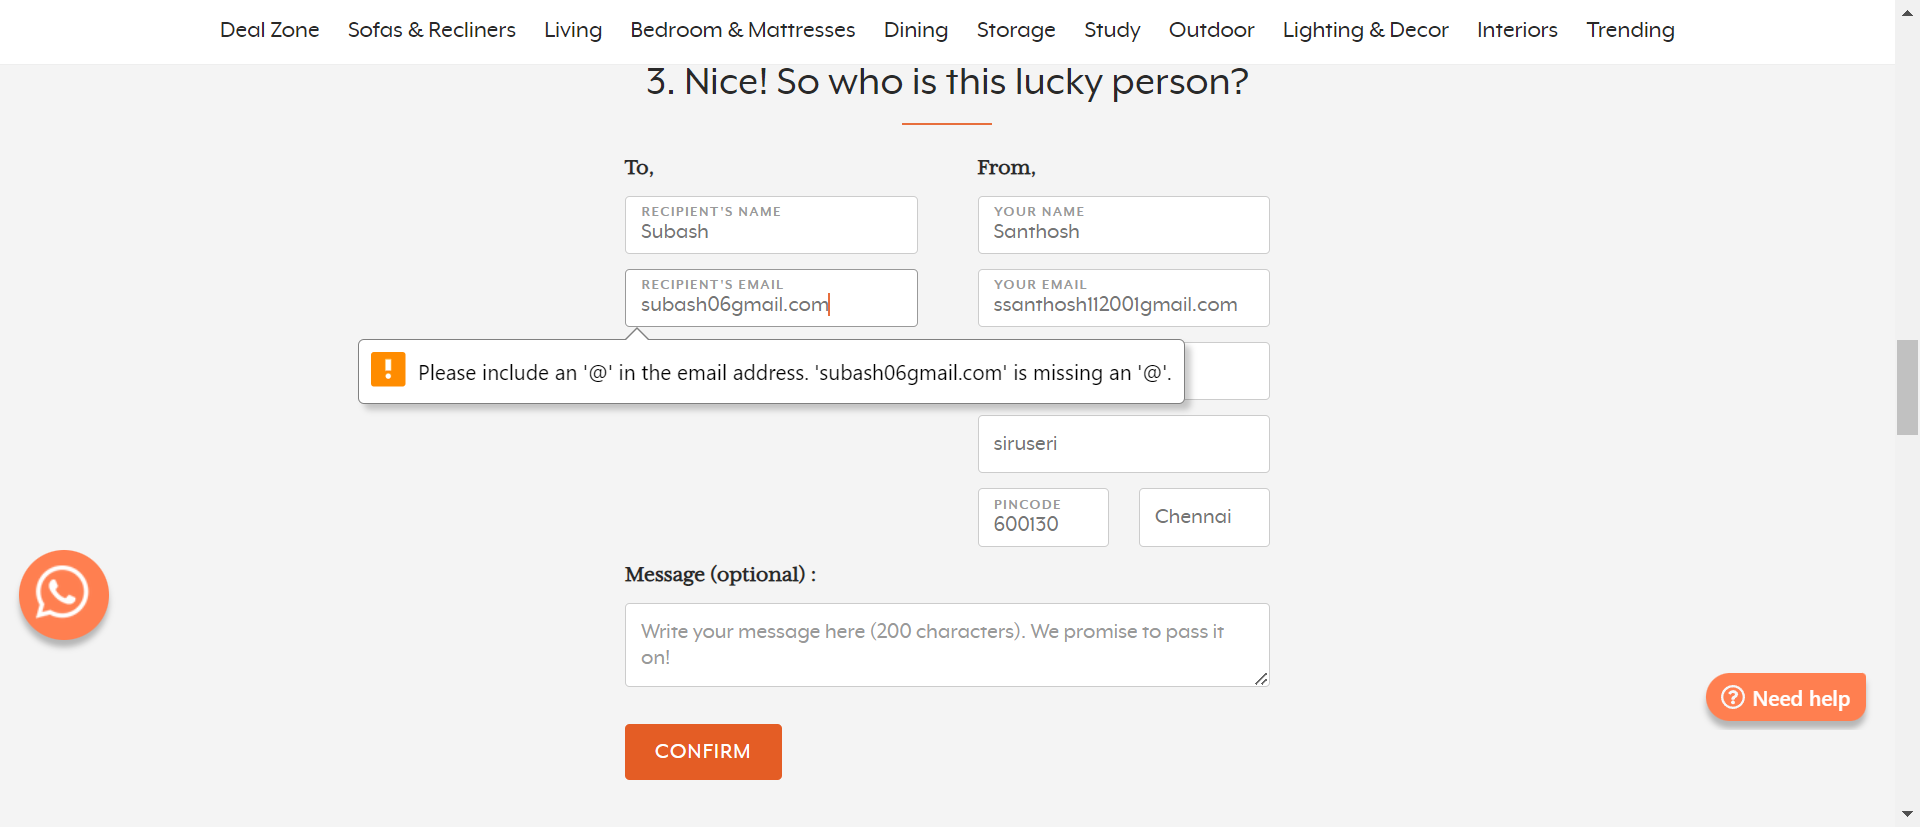 Deal Zone Sofas & Recliners Living Bedroom & Mattresses Dining Storage Study Outdoor Lighting & Decor Interiors Trending
3. Nice! So who is this lucky person?
To,
From,
RECIPIENT'S NAME
Subash
YOUR NAME
Santhosh
RECIPIENT'S EMAIL
subash06gmail.com
YOUR EMAIL
ssanthosh112001gmail.com
Please include an '@' in the email address. 'subash06gmail.com' is missing an '@'.
siruseri
PINCODE
600130
Chennai
Message (optional) :
Write your message here (200 characters). We promise to pass it
on!
Need help
CONFIRM